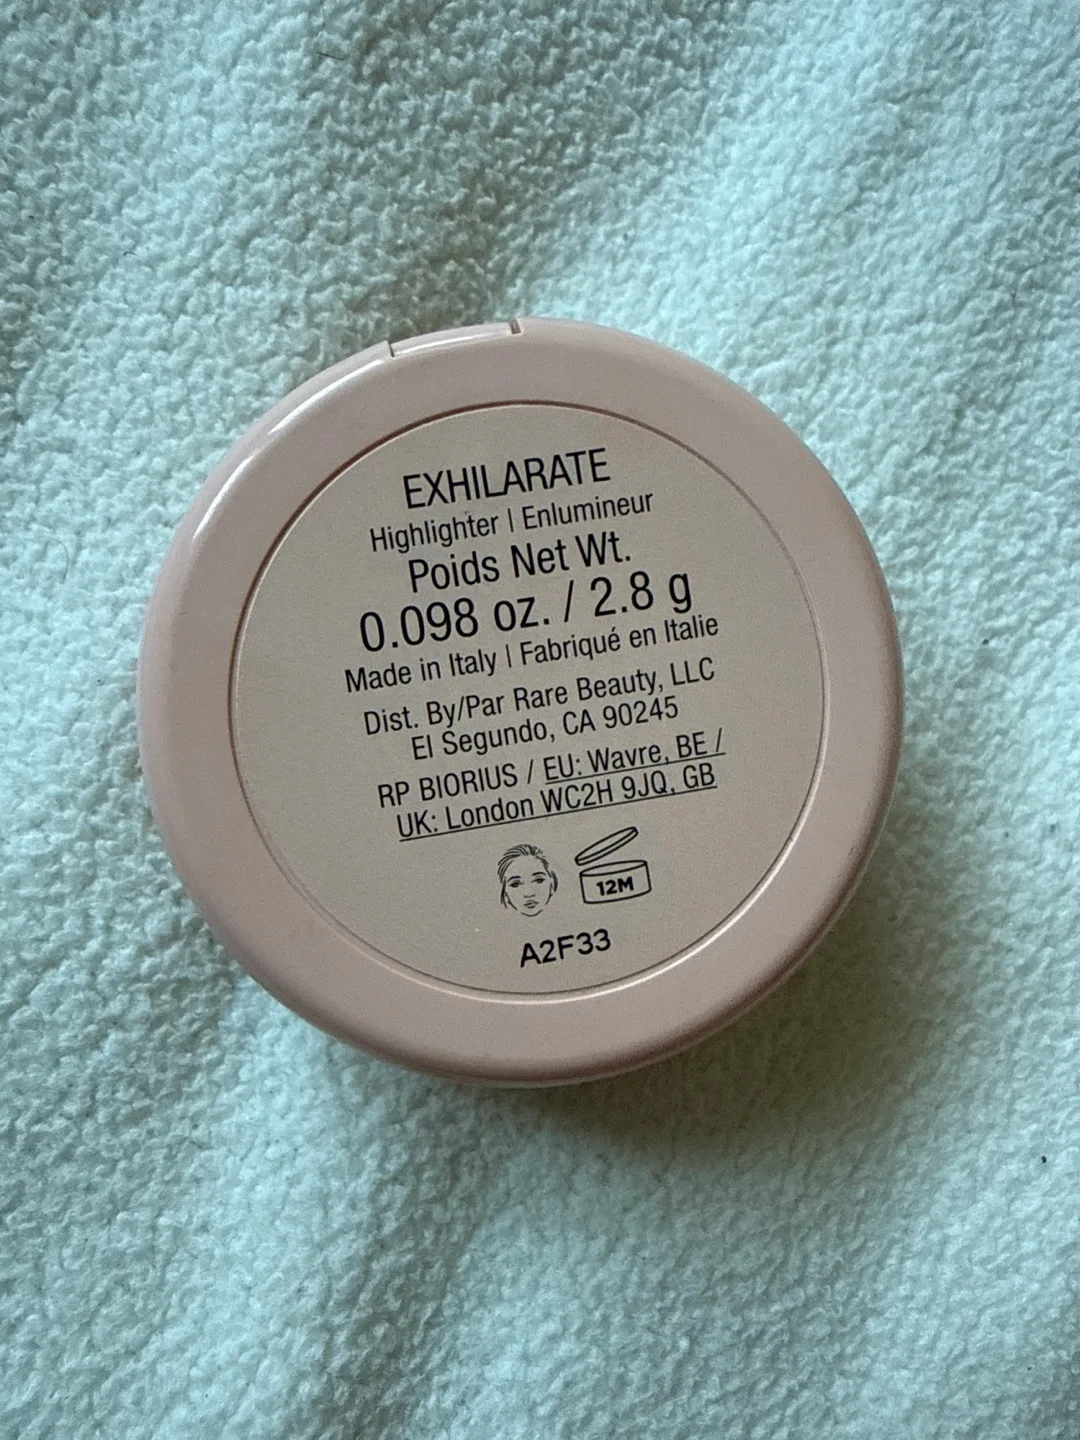 EXHILARATE
Highlighter | Enlumineur
Poids Net Wt.
0.098 oz. / 2.8 g
Made in Italy | Fabriqué en Italie
Dist. By/Par Rare Beauty, LLC
El Segundo, CA 90245
RP BIORIUS / EU: Wavre, BE /
UK: London WC2H 9JQ, GB
12M
A2F33